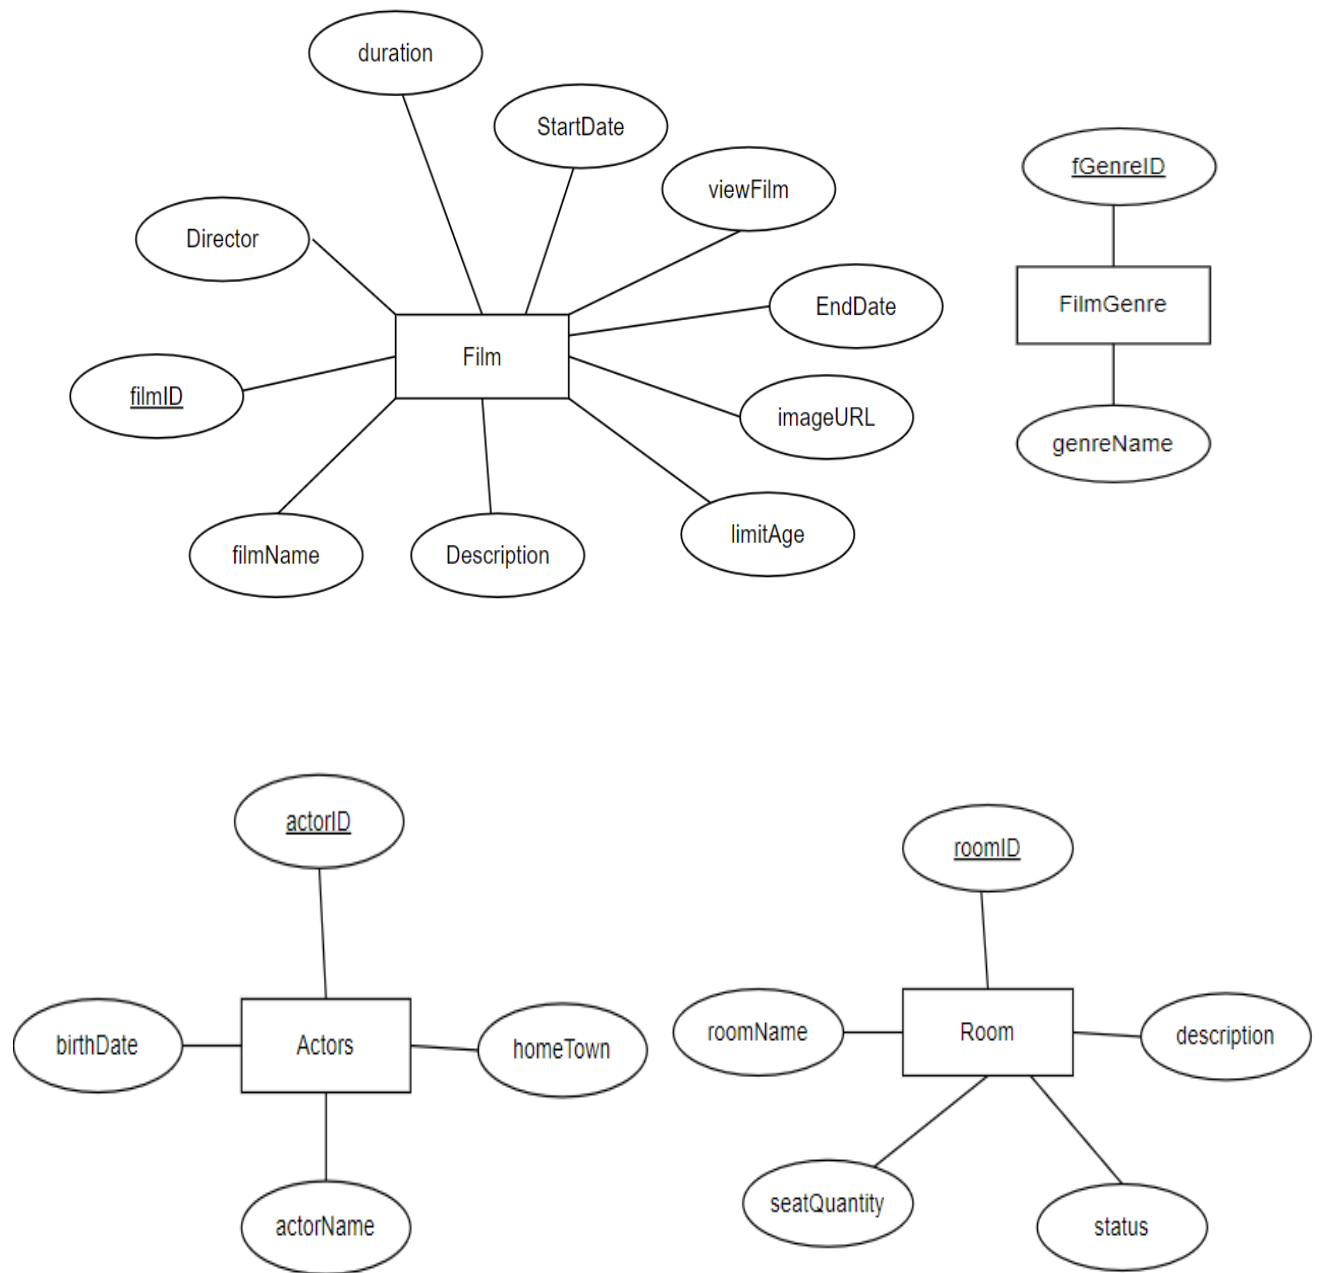 duration
StartDate
viewFilm
fGenreID
Director
EndDate
FilmGenre
Film
filmID
imageURL
genreName
filmName
Description
limitAge
actorID
roomID
birthDate
Actors
homeTown
roomName
Room
description
seatQuantity
status
actorName